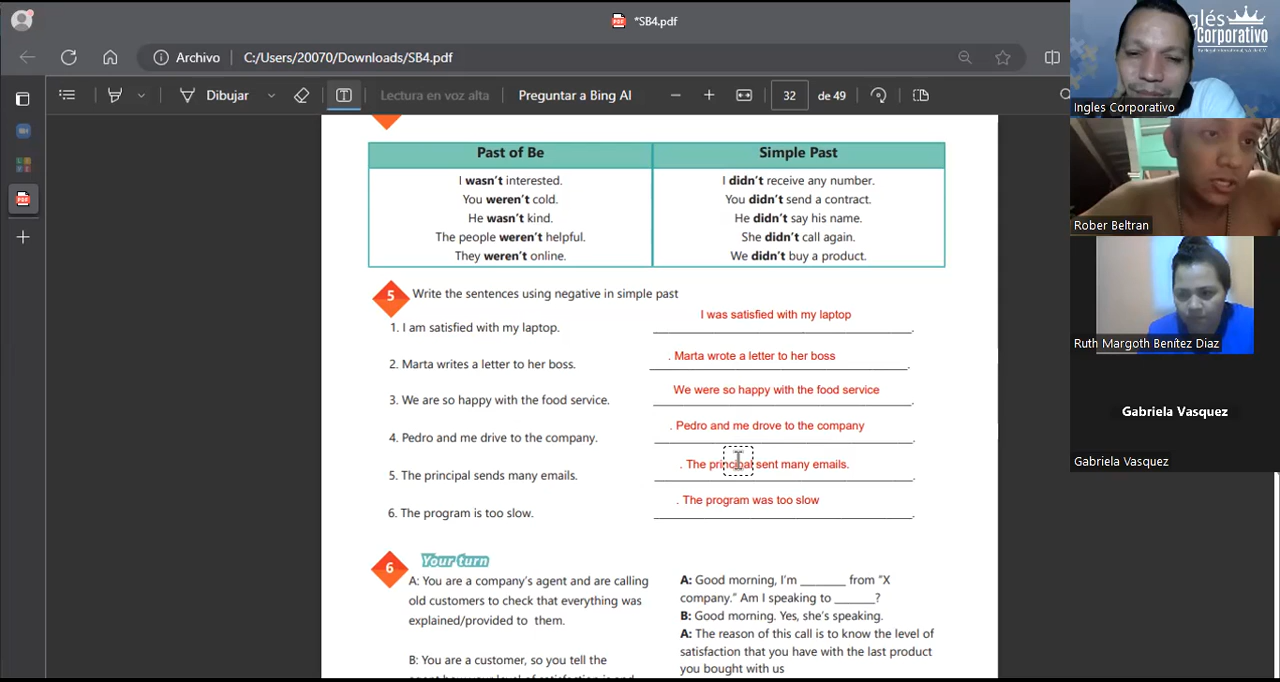 *SB4.pdf
Archivo C:/Users/20070/Downloads/SB4.pdf
Dibujar Lectura en voz alta Preguntar a Bing AI 32 de 49
Past of Be Simple Past
I wasn't interested. I didn't receive any number.
You weren't cold. You didn't send a contract.
He wasn't kind. He didn't say his name.
The people weren't helpful. She didn't call again.
They weren't online. We didn't buy a product.
5 Write the sentences using negative in simple past
1. I am satisfied with my laptop. I was satisfied with my laptop
2. Marta writes a letter to her boss. . Marta wrote a letter to her boss
3. We are so happy with the food service. We were so happy with the food service
4. Pedro and me drive to the company. . Pedro and me drove to the company
5. The principal sends many emails. . The principal sent many emails.
6. The program is too slow. . The program was too slow
6 Your turn
A: You are a company's agent and are calling
old customers to check that everything was
explained/provided to them.
B: You are a customer, so you tell the
A: Good morning, I'm _______ from "X
company." Am I speaking to ______?
B: Good morning. Yes, she's speaking.
A: The reason of this call is to know the level of
satisfaction that you have with the last product
you bought with us
Corporativo
Ingles Corporativo
Rober Beltran
Ruth Margoth Benítez Diaz
Gabriela Vasquez
Gabriela Vasquez